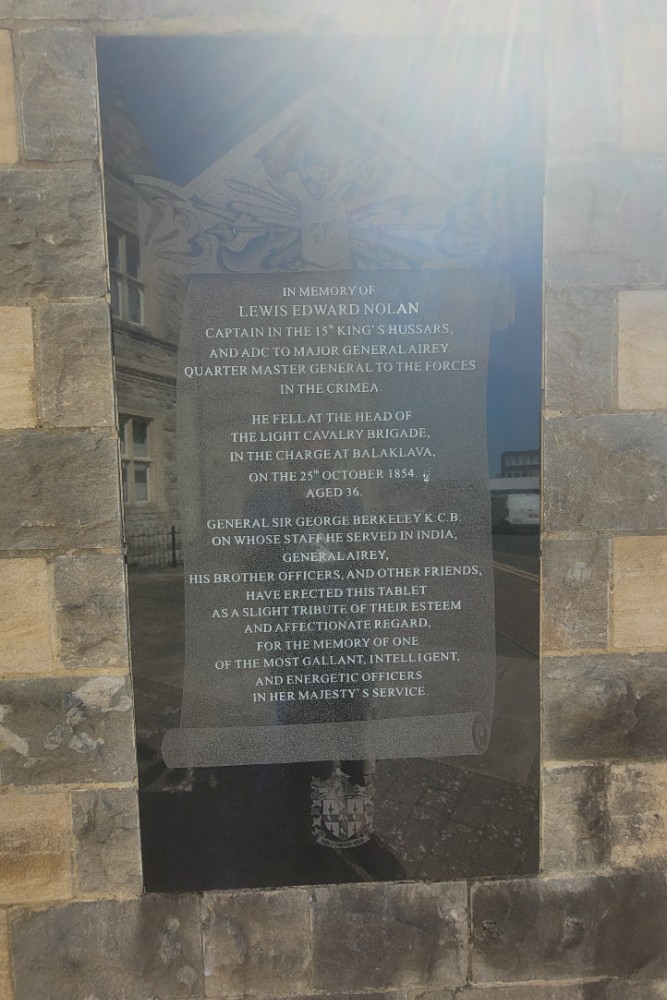 IN MEMORY OF
LEWIS EDWARD NOLAN
CAPTAIN IN THE 15th KING'S HUSSARS,
AND ADC TO MAJOR GENERAL AIREY
QUARTER MASTER GENERAL TO THE FORCES
IN THE CRIMEA.
HE FELL AT THE HEAD OF
THE LIGHT CAVALRY BRIGADE,
IN THE CHARGE AT BALAKLAVA,
ON THE 25th OCTOBER 1854.
AGED 36.
GENERAL SIR GEORGE BERKELEY K.C.B.
ON WHOSE STAFF HE SERVED IN INDIA,
GENERAL AIREY,
HIS BROTHER OFFICERS, AND OTHER FRIENDS,
HAVE ERECTED THIS TABLET
AS A SLIGHT TRIBUTE OF THEIR ESTEEM
AND AFFECTIONATE REGARD,
FOR THE MEMORY OF ONE
OF THE MOST GALLANT, INTELLIGENT,
AND ENERGETIC OFFICERS
IN HER MAJESTY'S SERVICE.